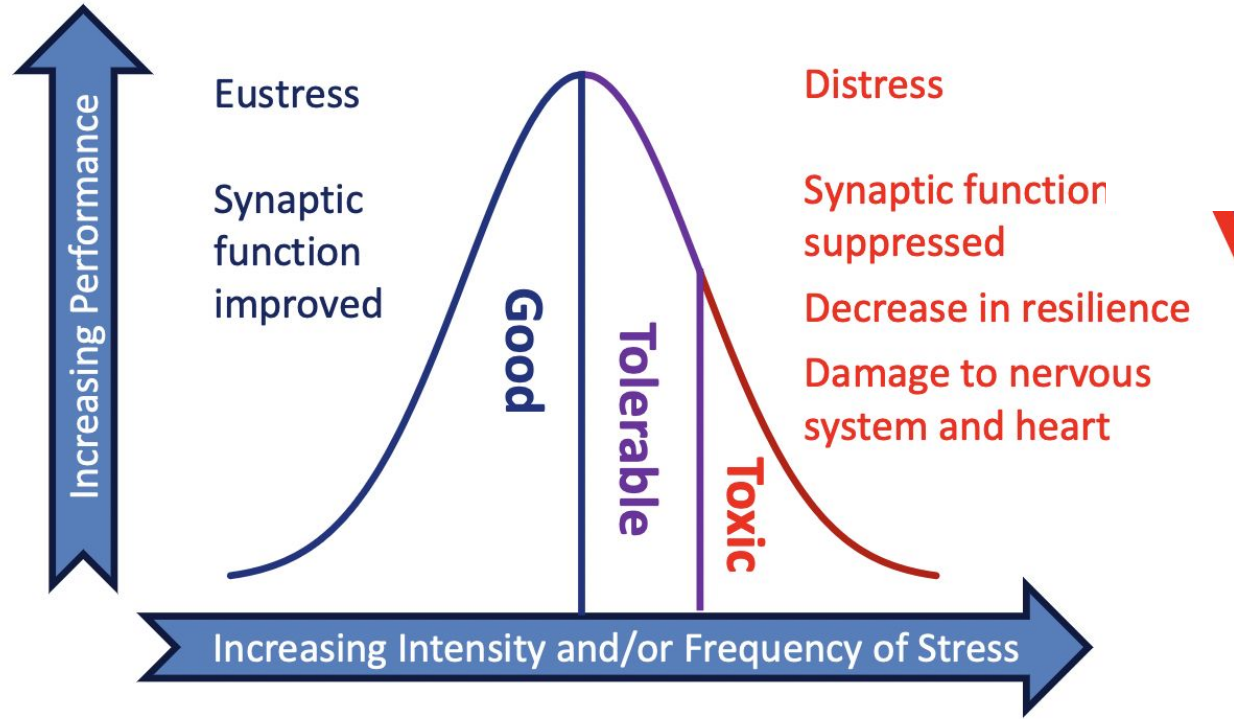 Increasing Performance
Eustress
Synaptic
function
improved
Good
Tolerable
Toxic
Distress
Synaptic function
suppressed
Decrease in resilience
Damage to nervous
system and heart
Increasing Intensity and/or Frequency of Stress